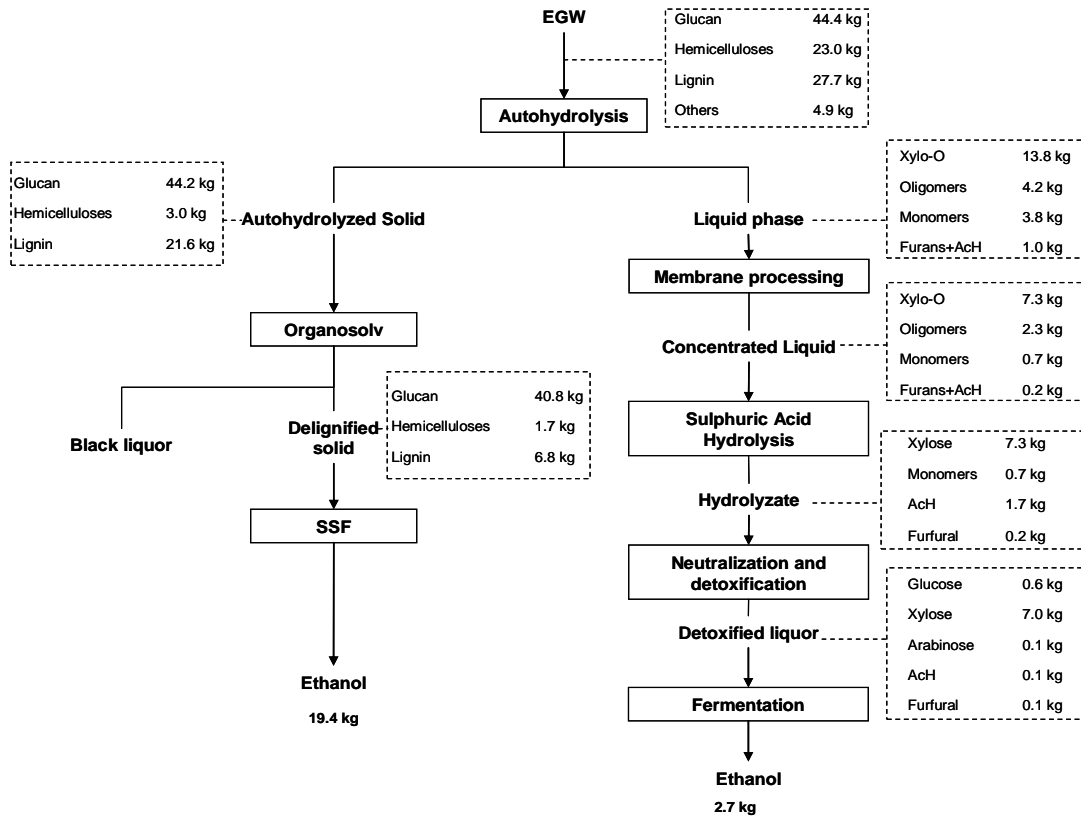 EGW
Glucan 44.4 kg
Hemicelluloses 23.0 kg
Lignin 27.7 kg
Others 4.9 kg
Autohydrolysis
Glucan 44.2 kg
Hemicelluloses 3.0 kg
Lignin 21.6 kg
Autohydrolyzed Solid
Liquid phase
Xylo-O 13.8 kg
Oligomers 4.2 kg
Monomers 3.8 kg
Furans+AcH 1.0 kg
Membrane processing
Organosolv
Concentrated Liquid
Xylo-O 7.3 kg
Oligomers 2.3 kg
Monomers 0.7 kg
Furans+AcH 0.2 kg
Black liquor
Delignified
solid
Glucan 40.8 kg
Hemicelluloses 1.7 kg
Lignin 6.8 kg
Sulphuric Acid
Hydrolysis
Hydrolyzate
Xylose 7.3 kg
Monomers 0.7 kg
AcH 1.7 kg
Furfural 0.2 kg
SSF
Neutralization and
detoxification
Detoxified liquor
Glucose 0.6 kg
Xylose 7.0 kg
Arabinose 0.1 kg
AcH 0.1 kg
Furfural 0.1 kg
Ethanol
19.4 kg
Fermentation
Ethanol
2.7 kg